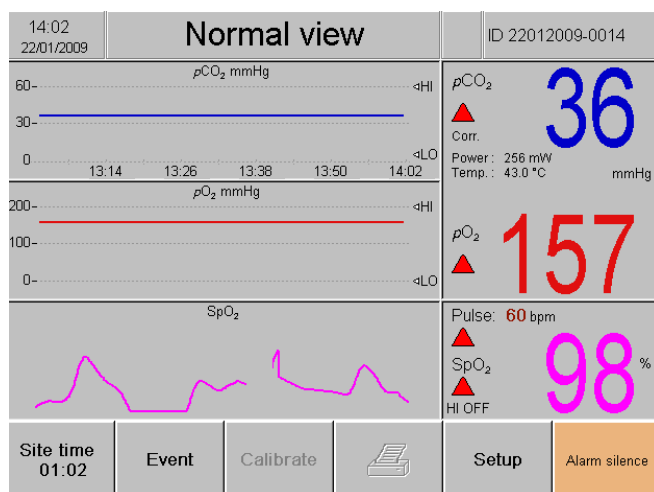 14:02
22/01/2009
Normal view
ID 22012009-0014
pCO₂ mmHg
60
HI
30
0
LO
13:14 13:26 13:38 13:50 14:02
pO₂ mmHg
200
HI
100
0
LO
SpO₂
pCO₂
36
Corr.
Power: 256 mW
Temp.: 43.0 °C
mmHg
pO₂
157
Pulse: 60 bpm
SpO₂
98 %
HI OFF
Site time
01:02
Event
Calibrate
Setup
Alarm silence